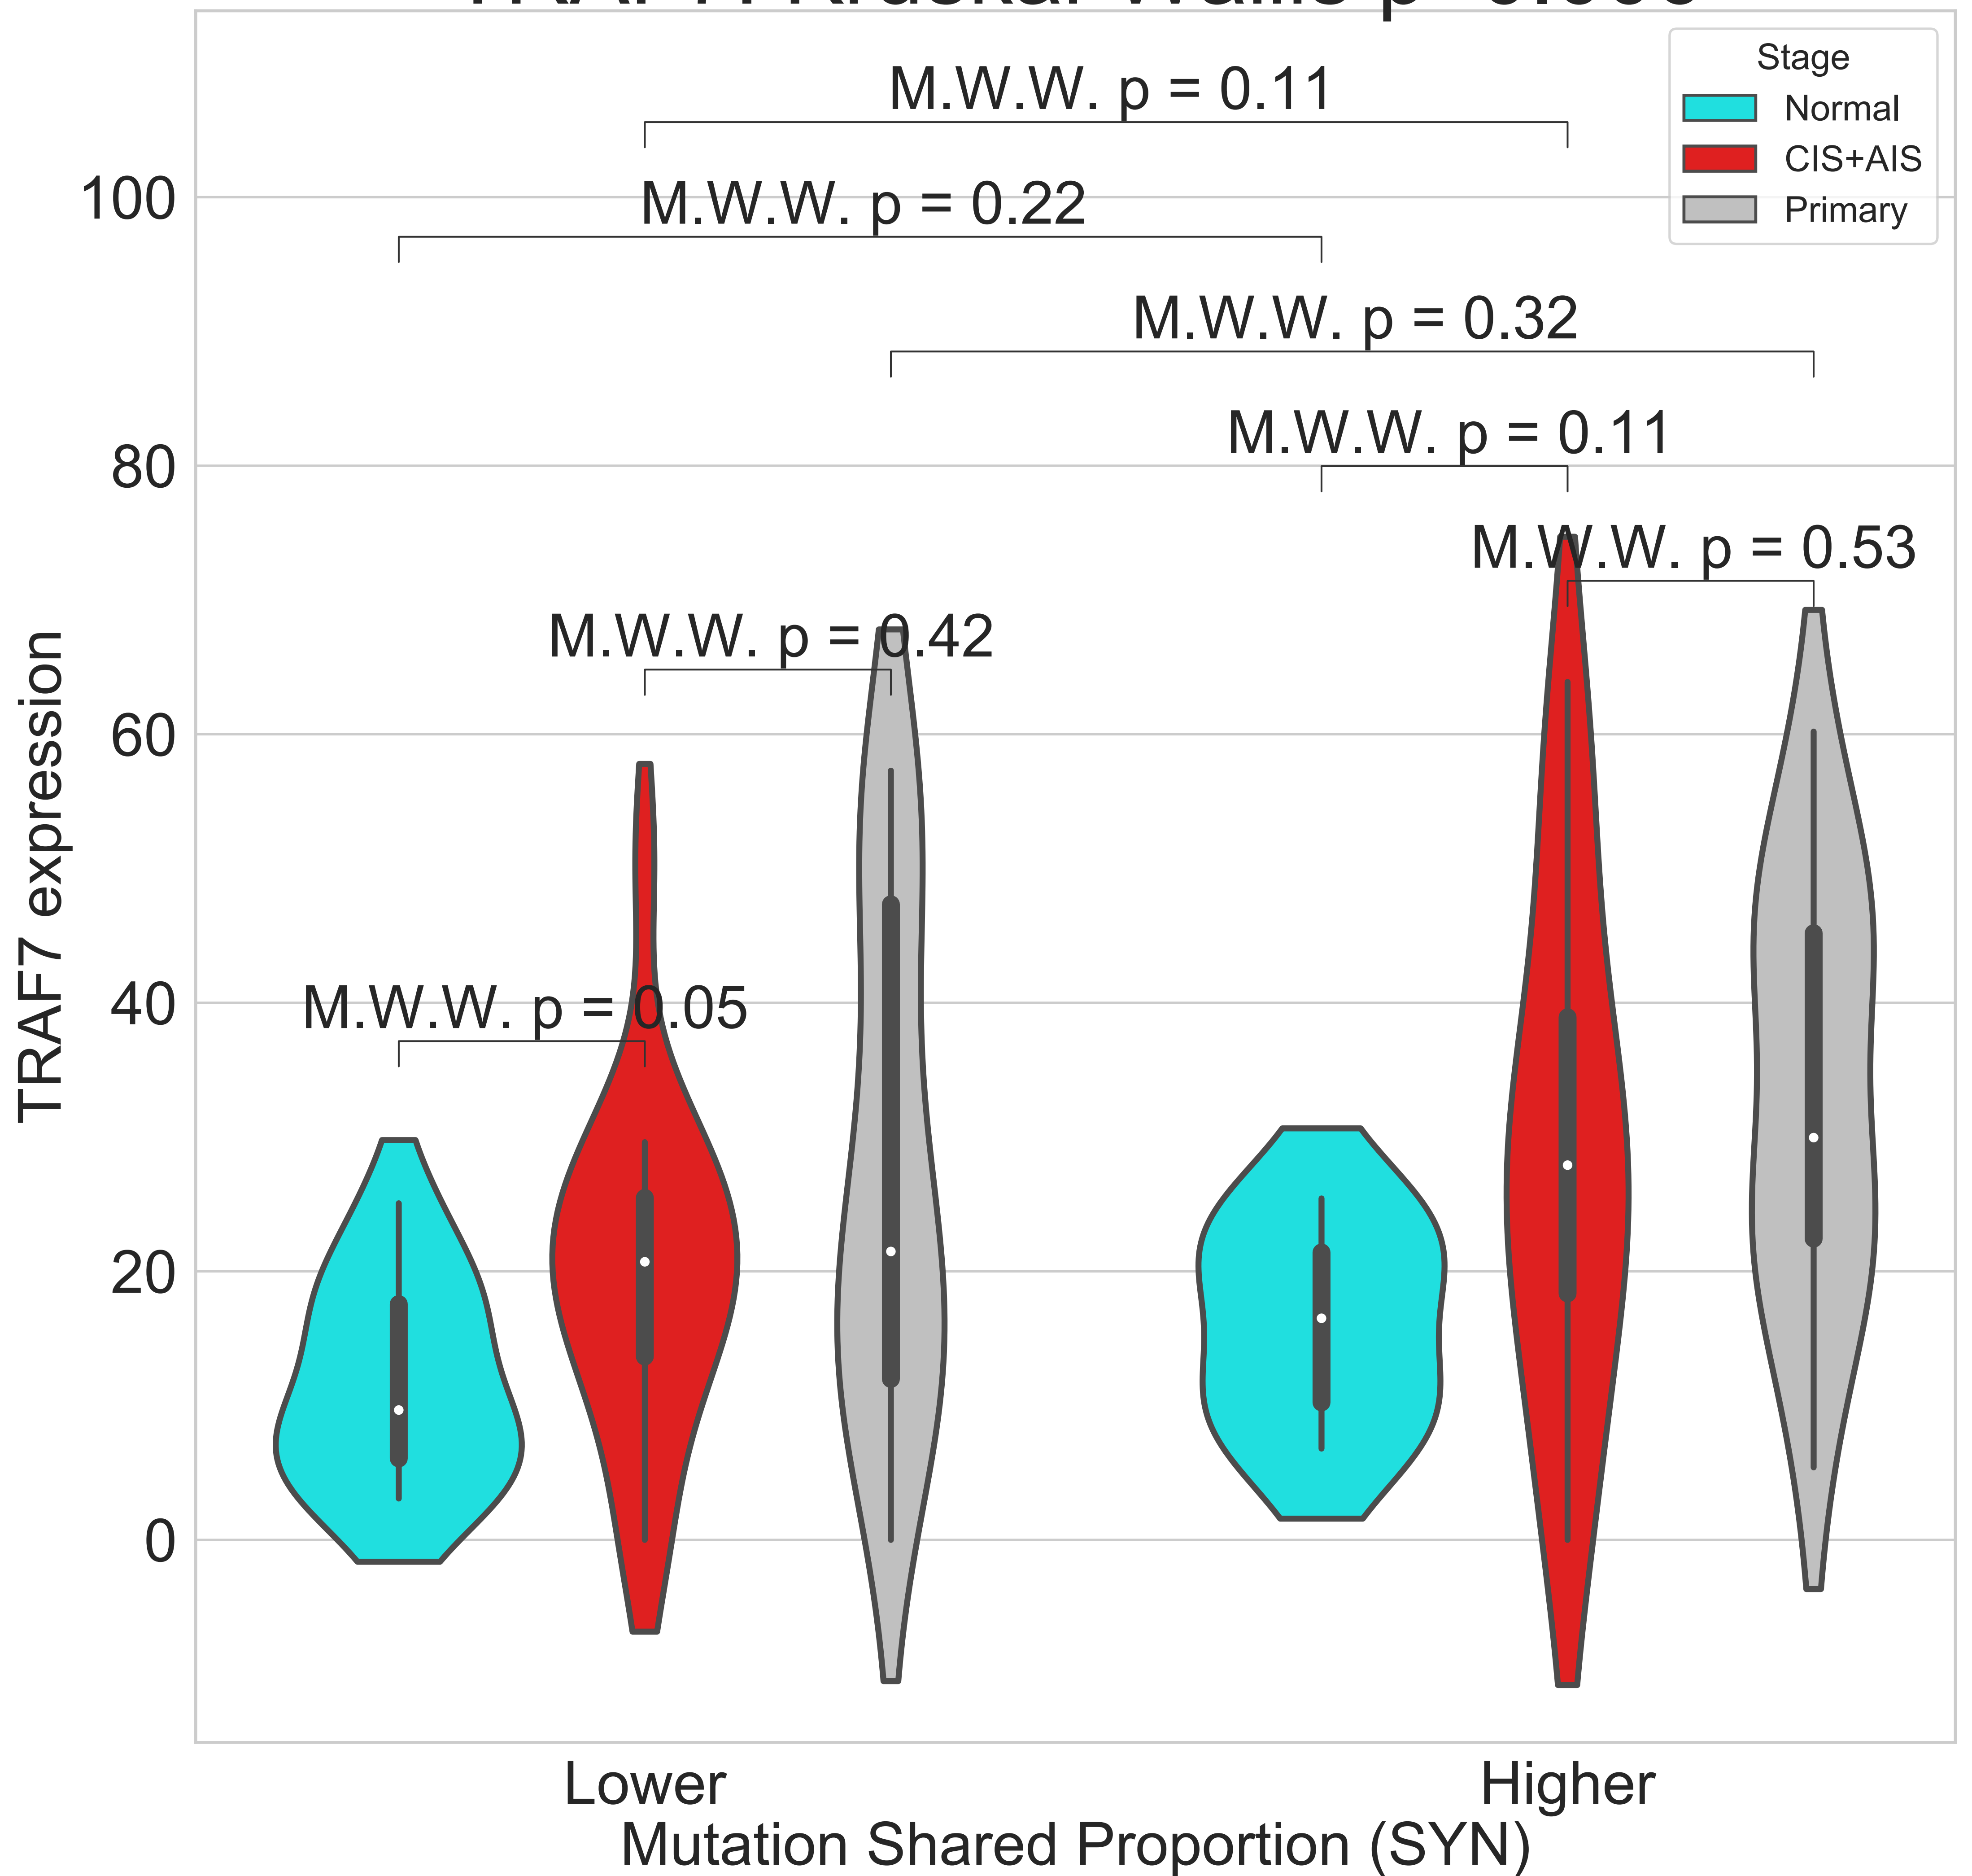 M.W.W. p = 0.11
M.W.W. p = 0.22
M.W.W. p = 0.32
M.W.W. p = 0.11
M.W.W. p = 0.53
M.W.W. p = 0.42
M.W.W. p = 0.05
Stage
Normal
CIS+AIS
Primary
100
80
60
40
20
0
TRAF7 expression
Lower
Higher
Mutation Shared Proportion (SYN)